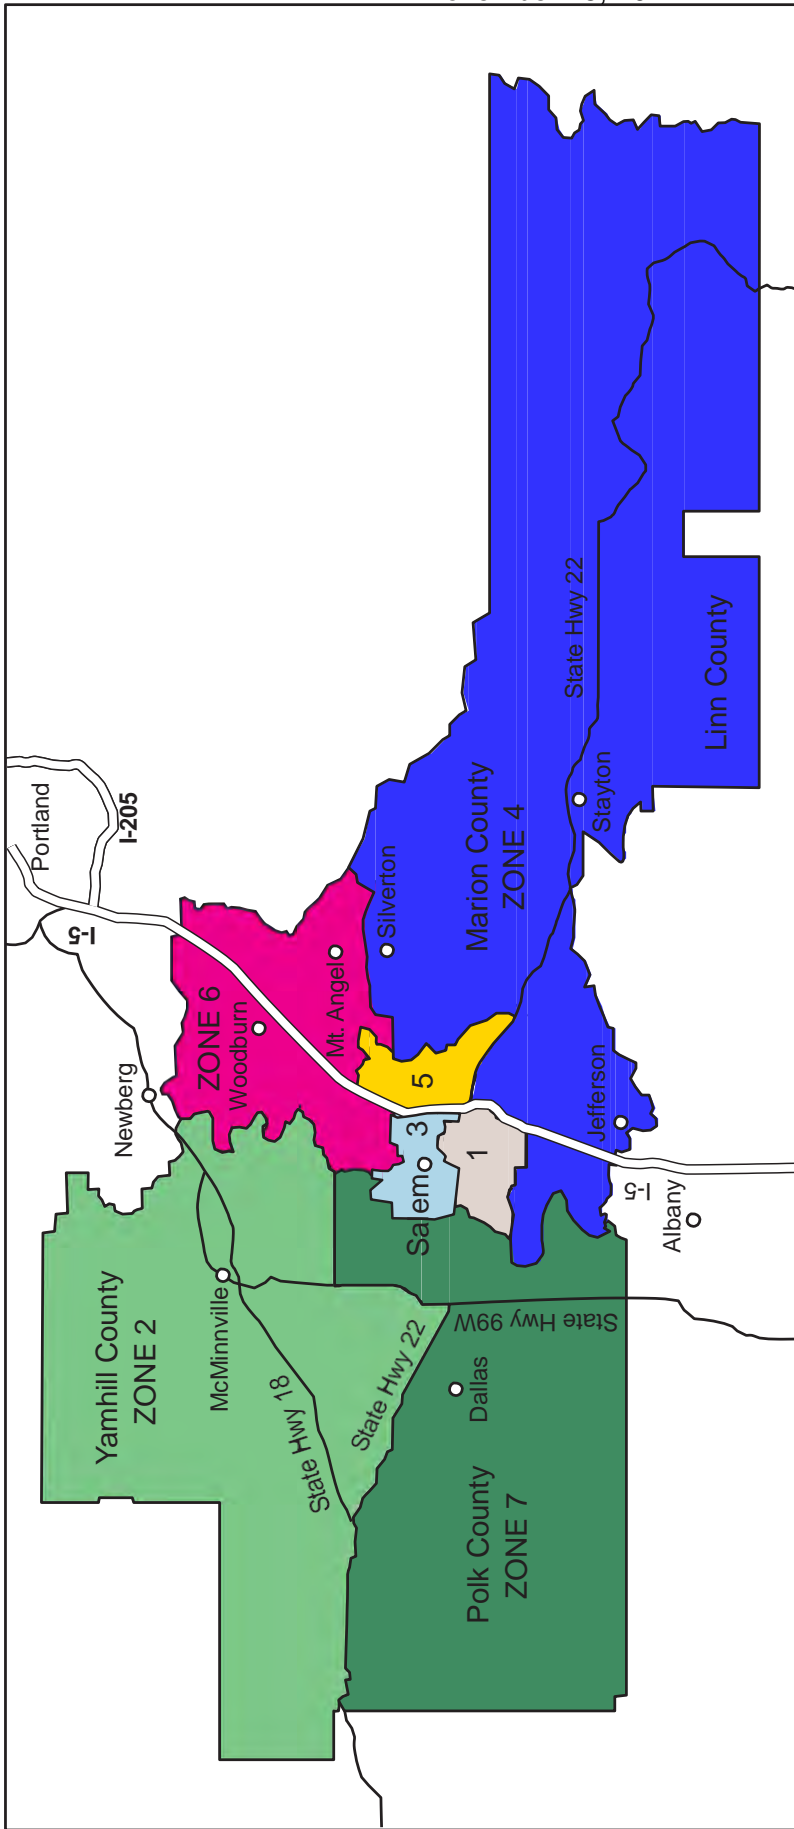 Portland
I-205
I-5
Newberg
ZONE 6
Woodburn
Mt. Angel
Silverton
Yamhill County
ZONE 2
McMinnville
State Hwy 18
State Hwy 22
Salem
3
5
1
Marion County
ZONE 4
State Hwy 22
Stayton
Linn County
Jefferson
I-5
Albany
State Hwy 99W
Dallas
Polk County
ZONE 7